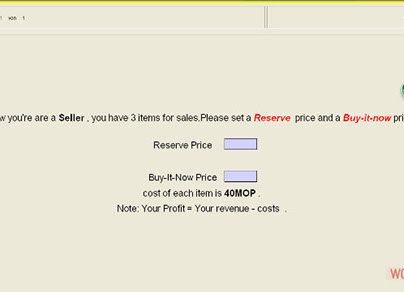 w you're are a Seller , you have 3 items for sales.Please set a Reserve price and a Buy-it-now pri
Reserve Price
Buy-It-Now Price
cost of each item is 40MOP .
Note: Your Profit = Your revenue - costs .
WO